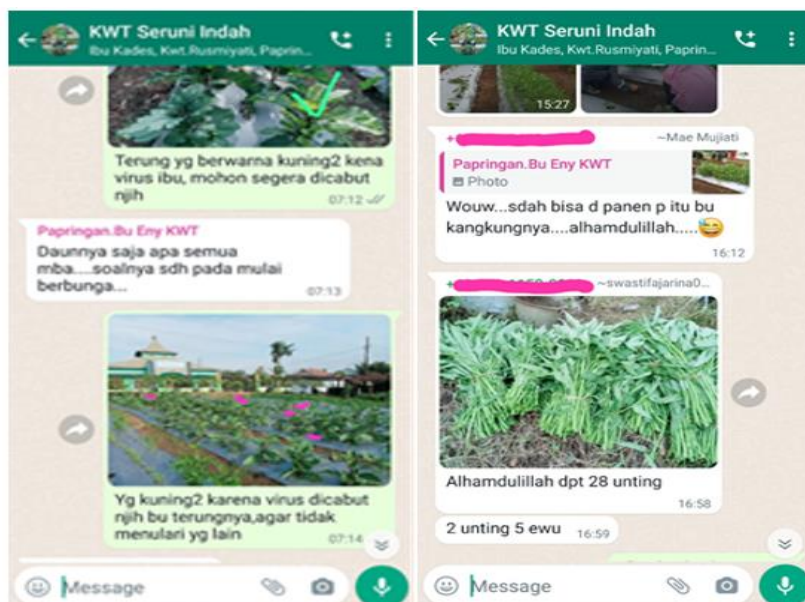 KWT Seruni Indah
Ibu Kades, Kwt.Rusmiyati, Paprin...
Terung yg berwarna kuning2 kena
virus ibu, mohon segera dicabut
njih
07:12
Papringan.Bu Eny KWT
Daunnya saja apa semua
mba....soalnya sdh pada mulai
berbunga...
07:13
Yg kuning2 karena virus dicabut
njih bu terungnya,agar tidak
menulari yg lain
07:14
Message
KWT Seruni Indah
Ibu Kades, Kwt.Rusmiyati, Paprin...
15:27
~Mae Mujiati
Papringan.Bu Eny KWT
Photo
Wouw...sdah bisa d panen p itu bu
kangkungnya....alhamdulillah.....😅
16:12
~swastifajarina0...
Alhamdulillah dpt 28 unting
16:58
2 unting 5 ewu
16:59
Message